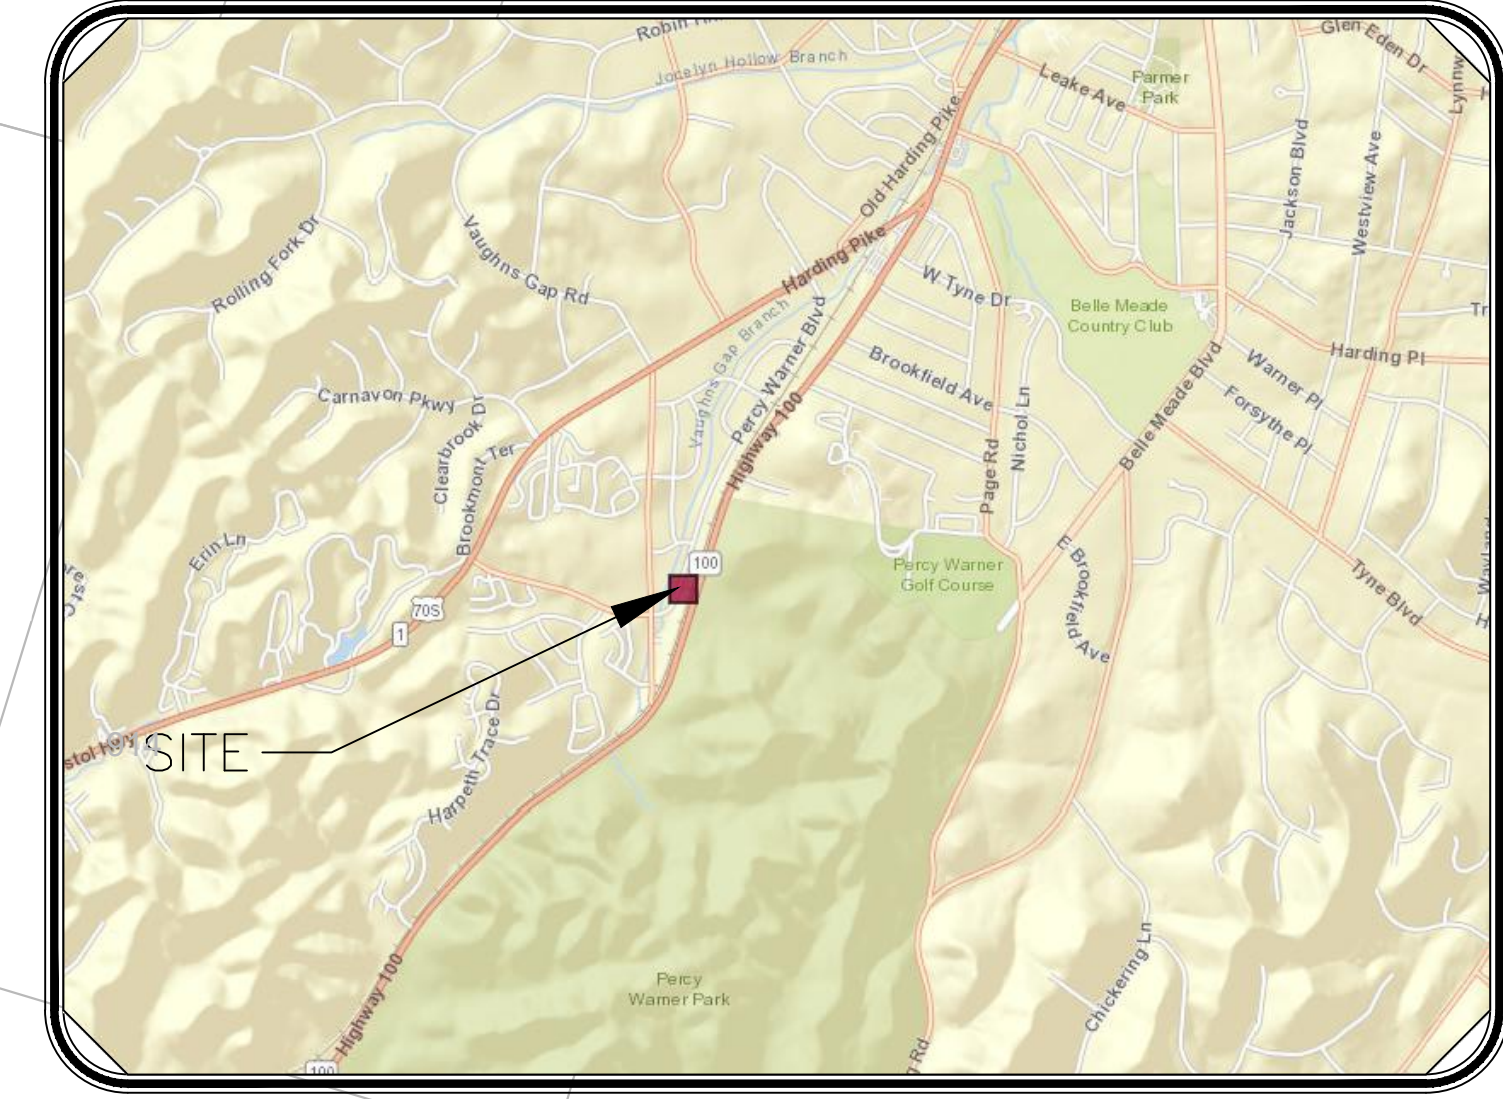 Glen Eden Dr
Jocelyn Hollow Branch
Leake Ave
Parmer
Park
Old Harding Pike
Jackson Blvd
Westview Ave
Rolling Fork Dr
Vaughns Gap Rd
Harding Pike
W Tyne Dr
Belle Meade
Country Club
Vaughns Gap Branch
Percy Warner Blvd
Harding Pl
Brookfield Ave
Warner Pl
Carnavon Pkwy
Clearbrook Dr
Highway 100
Nichol Ln
Belle Meade Blvd
Forsythe Pl
Brookmont Ter
Page Rd
Erin Ln
100
Percy Warner
Golf Course
E Brookfield Ave
Tyne Blvd
70S
1
SITE
Harpeth Trace Dr
Percy
Warner Park
Chickering Ln
Highway 100
100
Rd